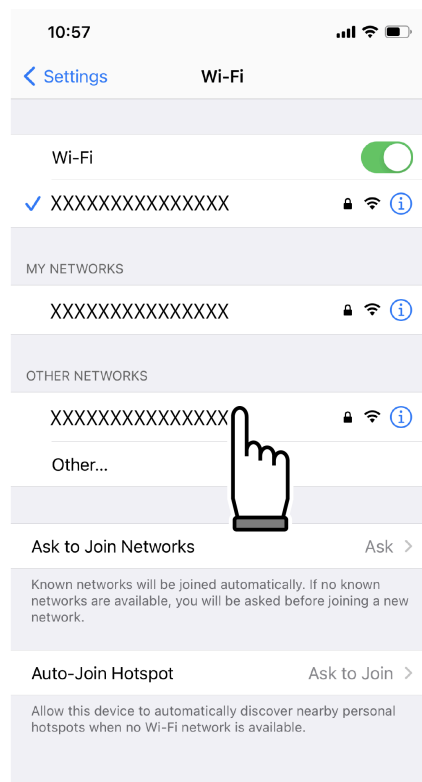 10:57
Settings
Wi-Fi
Wi-Fi
XXXXXXXXXXXXXXX
MY NETWORKS
XXXXXXXXXXXXXXX
OTHER NETWORKS
XXXXXXXXXXXXXXX
Other...
Ask to Join Networks Ask
Known networks will be joined automatically. If no known
networks are available, you will be asked before joining a new
network.
Auto-Join Hotspot Ask to Join
Allow this device to automatically discover nearby personal
hotspots when no Wi-Fi network is available.